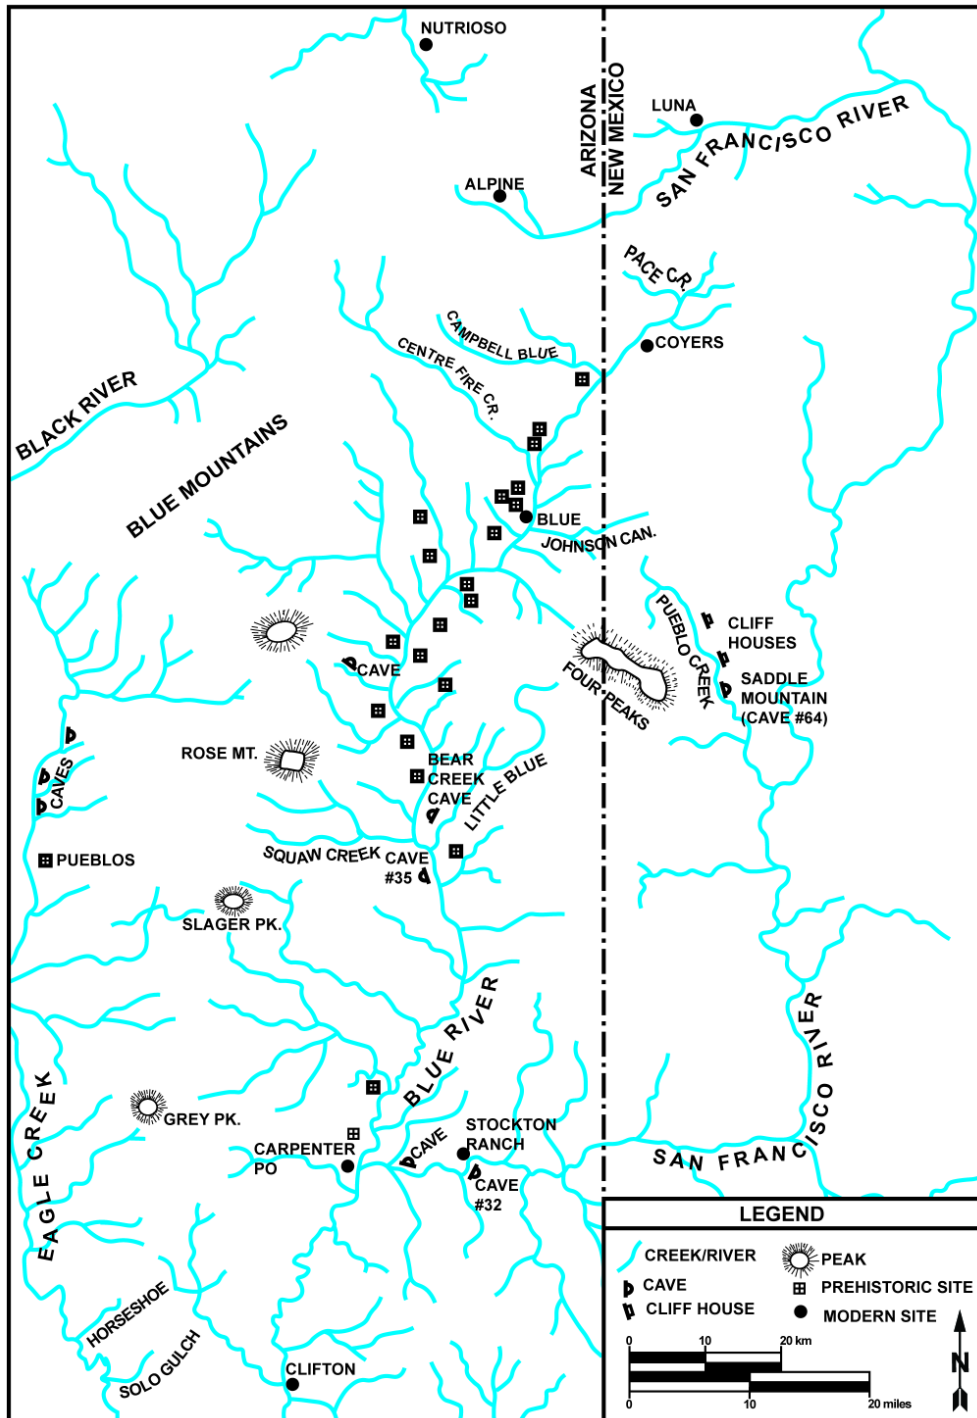 NUTRIOSO
ARIZONA
NEW MEXICO
LUNA
SAN FRANCISCO RIVER
ALPINE
PACE CR.
CAMPBELL BLUE
COYERS
CENTRE FIRE CR.
BLACK RIVER
BLUE MOUNTAINS
BLUE
JOHNSON CAN.
PUEBLO CREEK
CLIFF
HOUSES
CAVE
FOUR PEAKS
SADDLE
MOUNTAIN
(CAVE #64)
ROSE MT.
BEAR
CREEK
CAVE
LITTLE BLUE
CAVES
SQUAW CREEK
CAVE
#35
PUEBLOS
SLAGER PK.
BLUE RIVER
SAN FRANCISCO RIVER
EAGLE CREEK
GREY PK.
CARPENTER
PO
CAVE
STOCKTON
RANCH
CAVE
#32
HORSESHOE
SOLO GULCH
CLIFTON
LEGEND
CREEK/RIVER
PEAK
CAVE
PREHISTORIC SITE
CLIFF HOUSE
MODERN SITE
0 10 20 km
0 10 20 miles
N